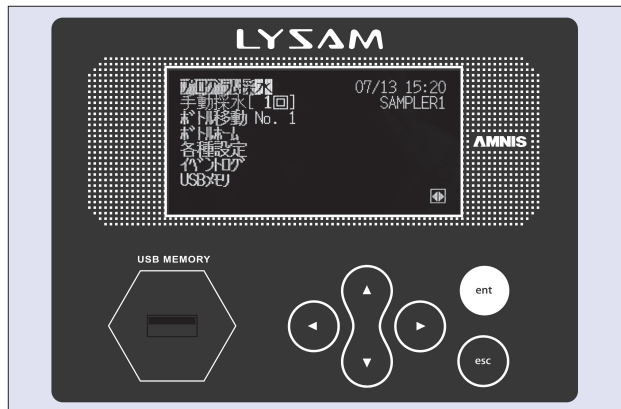 LYSAM
プログラム採水 07/13 15:20
手動採水[ 1回] SAMPLER1
ボトル移動 No. 1
ボトルホーム
各種設定
イベントログ
USBメモリ
AMNIS
USB MEMORY
ent
esc